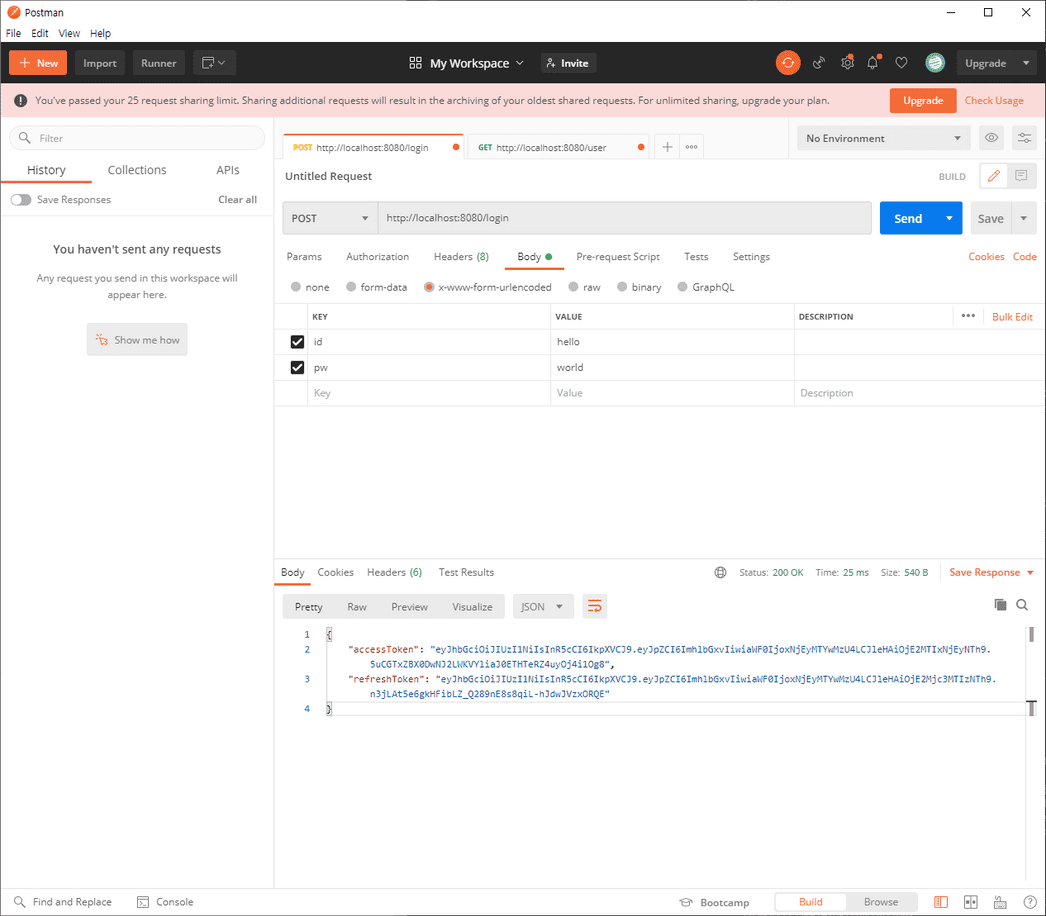 Postman
File Edit View Help
New Import Runner My Workspace Invite Upgrade
You've passed your 25 request sharing limit. Sharing additional requests will result in the archiving of your oldest shared requests. For unlimited sharing, upgrade your plan. Upgrade Check Usage
Filter
History Collections APIs
Save Responses Clear all
You haven't sent any requests
Any request you send in this workspace will
appear here.
Show me how
POST http://localhost:8080/login GET http://localhost:8080/user No Environment
Untitled Request BUILD
POST http://localhost:8080/login Send Save
Params Authorization Headers (8) Body Pre-request Script Tests Settings Cookies Code
none form-data x-www-form-urlencoded raw binary GraphQL
KEY VALUE DESCRIPTION Bulk Edit
id hello
pw world
Key Value Description
Body Cookies Headers (6) Test Results Status: 200 OK Time: 25 ms Size: 540 B Save Response
Pretty Raw Preview Visualize JSON
1 {
2 "accessToken": "eyJhbGciOiJIUzI1NiIsInR5cCI6IkpXVCJ9.eyJpZCI6ImhlbGxvIiwiaWF0IjoxNjEyMTYwMzU4LCJleHAiOjE2MTIxNjEyNTh9.
5uCGTxZBX0DwNJ2LWKVYliaJ0ETHTeRZ4uyOj4i1Og8",
3 "refreshToken": "eyJhbGciOiJIUzI1NiIsInR5cCI6IkpXVCJ9.eyJpZCI6ImhlbGxvIiwiaWF0IjoxNjEyMTYwMzU4LCJleHAiOjE2Mjc3MTIzNTh9.
n3jLAt5e6gkHFibLZ_Q289nE8s8qiL-hJdwJVzxORQE"
4 }
Find and Replace Console Bootcamp Build Browse